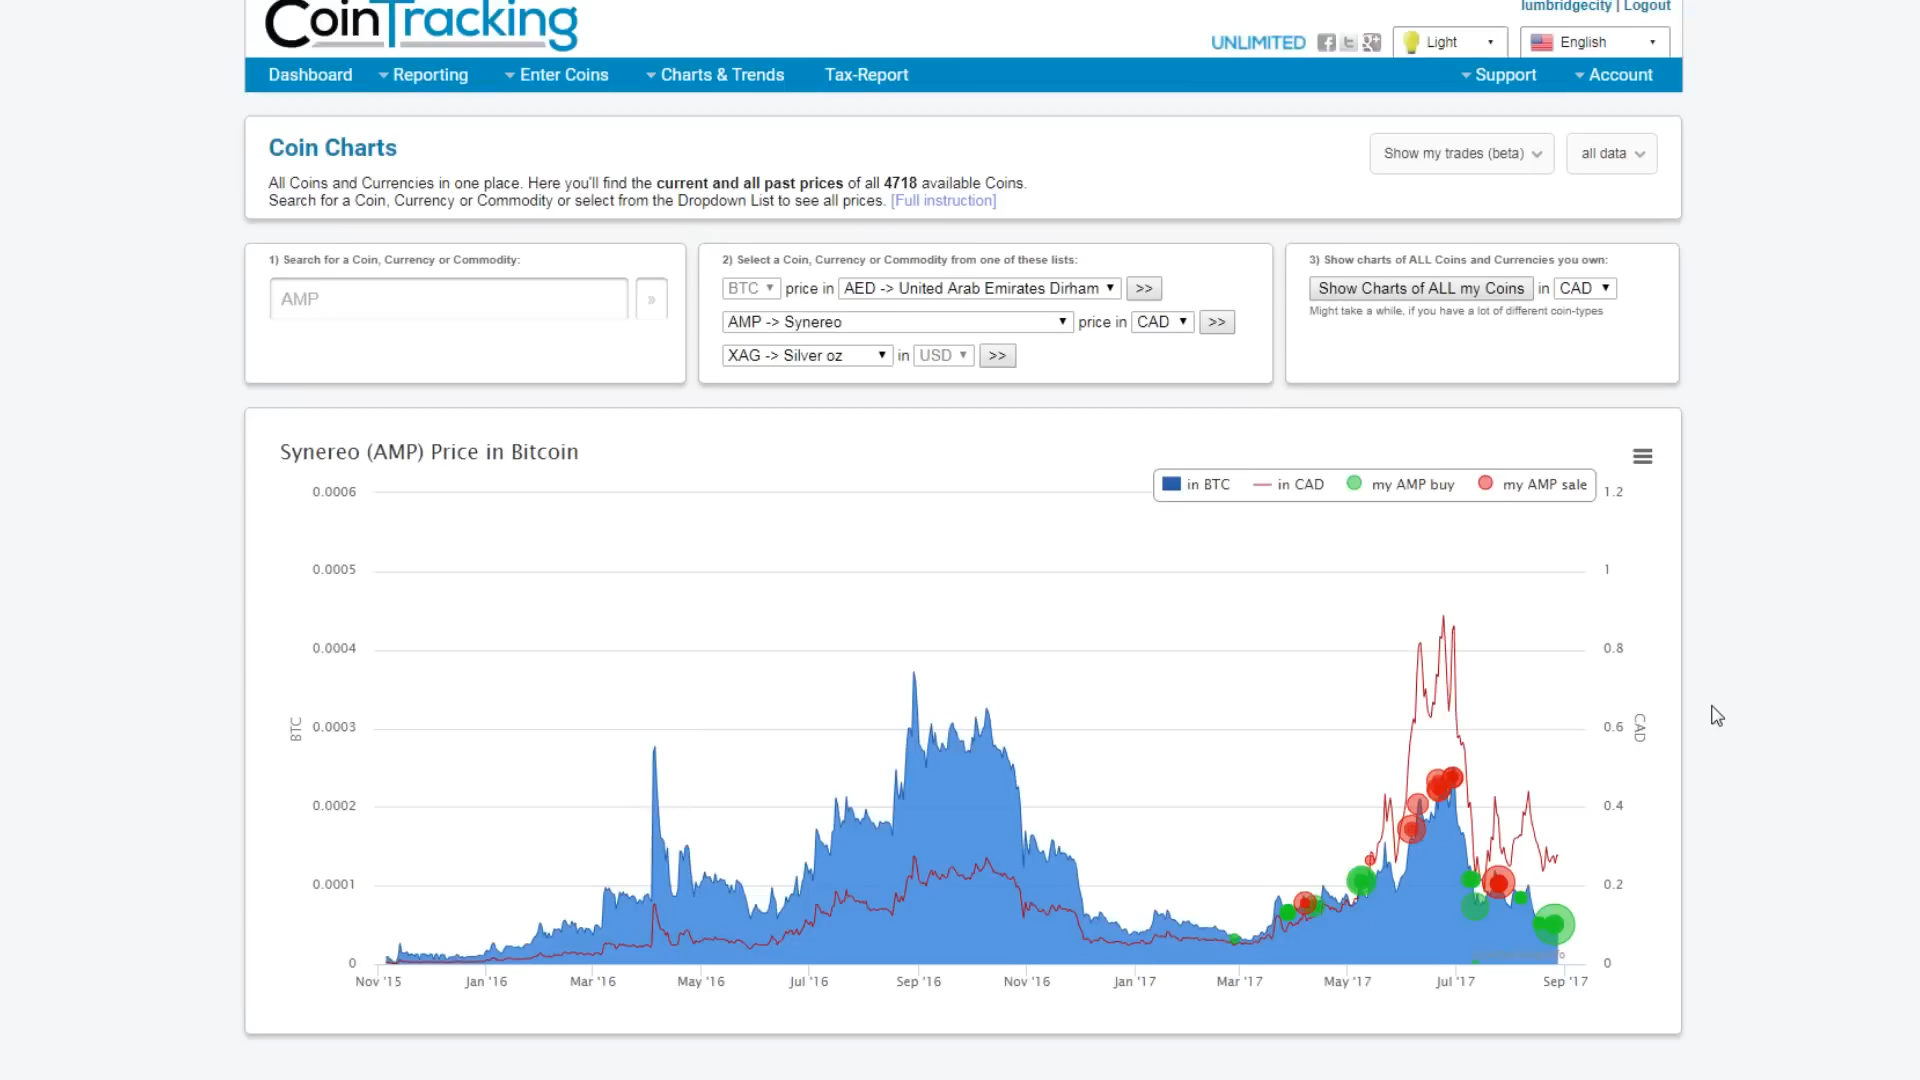 CoinTracking
lumbridgecity | Logout
UNLIMITED
Light
English
Dashboard Reporting Enter Coins Charts & Trends Tax-Report Support Account
Coin Charts
Show my trades (beta) all data
All Coins and Currencies in one place. Here you'll find the current and all past prices of all 4718 available Coins.
Search for a Coin, Currency or Commodity or select from the Dropdown List to see all prices. [Full instruction]
1) Search for a Coin, Currency or Commodity:
AMP »
2) Select a Coin, Currency or Commodity from one of these lists:
BTC price in AED -> United Arab Emirates Dirham >>
AMP -> Synereo price in CAD >>
XAG -> Silver oz in USD >>
3) Show charts of ALL Coins and Currencies you own:
Show Charts of ALL my Coins in CAD
Might take a while, if you have a lot of different coin-types
Synereo (AMP) Price in Bitcoin
in BTC in CAD my AMP buy my AMP sale
0.0006 1.2
0.0005 1
0.0004 0.8
0.0003 0.6
BTC CAD
0.0002 0.4
0.0001 0.2
0 0
Nov '15 Jan '16 Mar '16 May '16 Jul '16 Sep '16 Nov '16 Jan '17 Mar '17 May '17 Jul '17 Sep '17